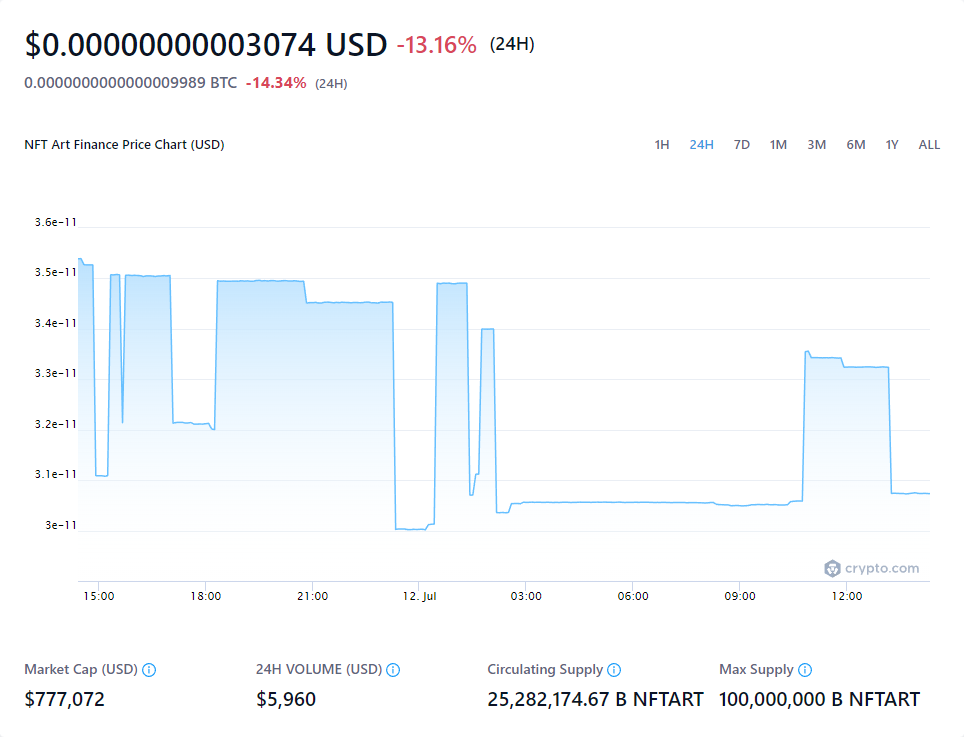 $0.00000000003074 USD -13.16% (24H)
0.0000000000000009989 BTC -14.34% (24H)
NFT Art Finance Price Chart (USD) 1H 24H 7D 1M 3M 6M 1Y ALL
3.6e-11
3.5e-11
3.4e-11
3.3e-11
3.2e-11
3.1e-11
3e-11
crypto.com
15:00 18:00 21:00 12. Jul 03:00 06:00 09:00 12:00
Market Cap (USD) 24H VOLUME (USD) Circulating Supply Max Supply
$777,072 $5,960 25,282,174.67 B NFTART 100,000,000 B NFTART